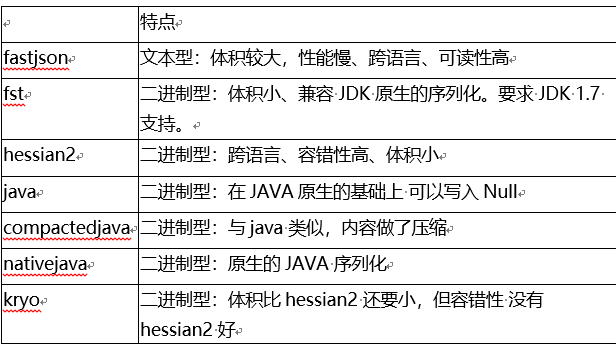 特点
fastjson
文本型：体积较大，性能慢、跨语言、可读性高
fst
二进制型：体积小、兼容 JDK 原生的序列化。要求 JDK 1.7
支持。
hessian2
二进制型：跨语言、容错性高、体积小
java
二进制型：在 JAVA 原生的基础上 可以写入 Null
compactedjava
二进制型：与 java 类似，内容做了压缩
nativejava
二进制型：原生的 JAVA 序列化
kryo
二进制型：体积比 hessian2 还要小，但容错性 没有
hessian2 好